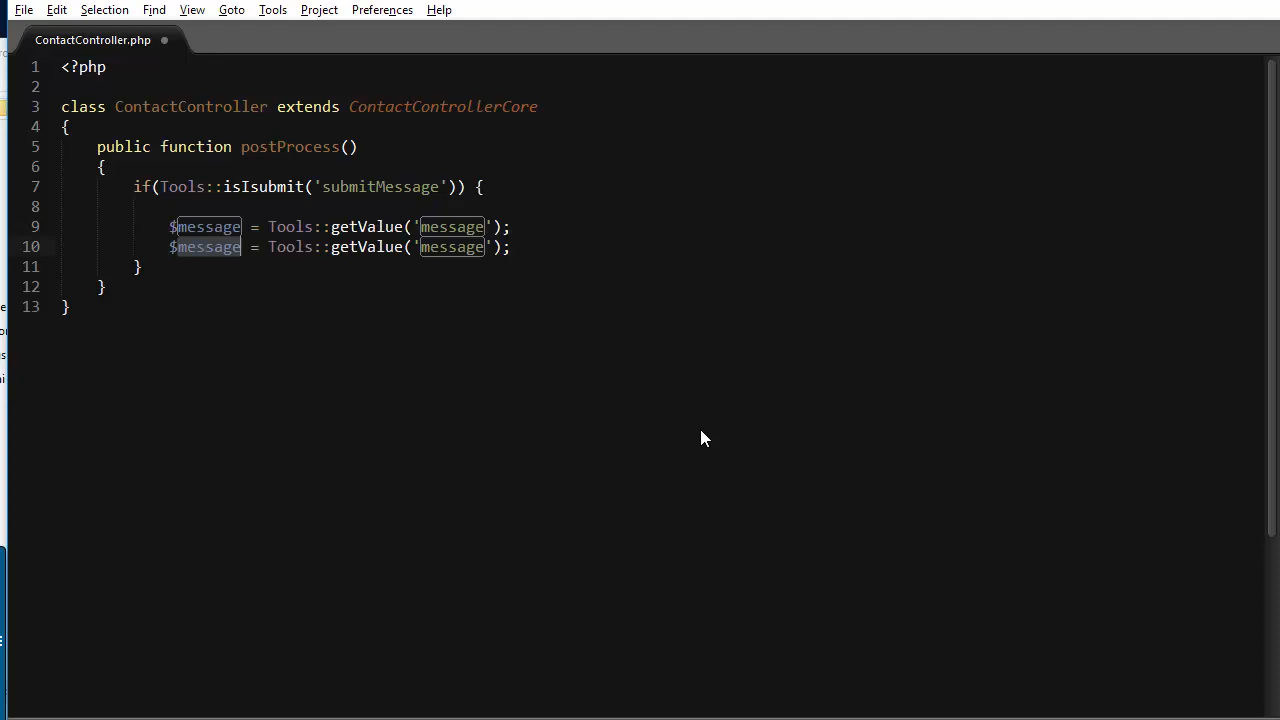 File Edit Selection Find View Goto Tools Project Preferences Help
ContactController.php
1 <?php
2
3 class ContactController extends ContactControllerCore
4 {
5 public function postProcess()
6 {
7 if(Tools::isIsubmit('submitMessage')) {
8
9 $message = Tools::getValue('message');
10 $message = Tools::getValue('message');
11 }
12 }
13 }